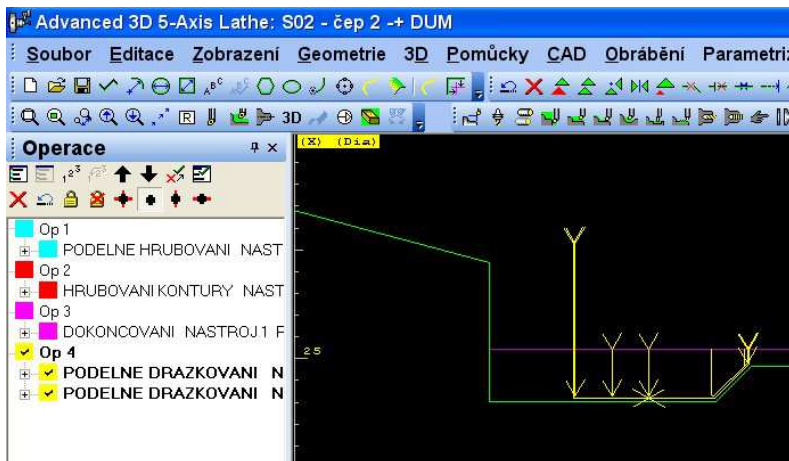 Advanced 3D 5-Axis Lathe: S02 - čep 2 -+ DUM
Soubor Editace Zobrazení Geometrie 3D Pomůcky CAD Obrábění Parametriz
3D
Operace
(X) (Dia)
Op 1
PODELNE HRUBOVANI NAST
Op 2
HRUBOVANI KONTURY NAST
Op 3
DOKONCOVANI NASTROJ1 F
Op 4
PODELNE DRAZKOVANI N
PODELNE DRAZKOVANI N
25